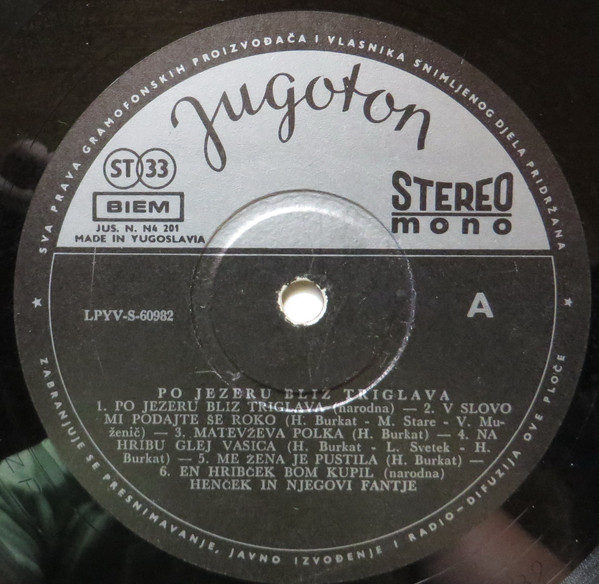 SVA PRAVA GRAMOFONSKIH PROIZVOĐAČA I VLASNIKA SNIMLJENOG DJELA PRIDRŽANA
Jugoton
ST 33
BIEM
JUS. N. N4 201
MADE IN YUGOSLAVIA
STEREO
mono
LPYV-S-60982
A
PO JEZERU BLIZ TRIGLAVA
1. PO JEZERU BLIZ TRIGLAVA (narodna) — 2. V SLOVO
MI PODAJTE SE ROKO (H. Burkat - M. Stare - V. Mu-
ženič) — 3. MATEVŽEVA POLKA (H. Burkat) — 4. NA
HRIBU GLEJ VASICA (H. Burkat - L. Svetek - H.
Burkat) — 5. ME ŽENA JE PUSTILA (H. Burkat) —
6. EN HRIBČEK BOM KUPIL (narodna)
HENČEK IN NJEGOVI FANTJE
ZABRANJUJE SE PRESNIMAVANJE, JAVNO IZVOĐENJE I RADIO-DIFUZIJA OVE PLOČE